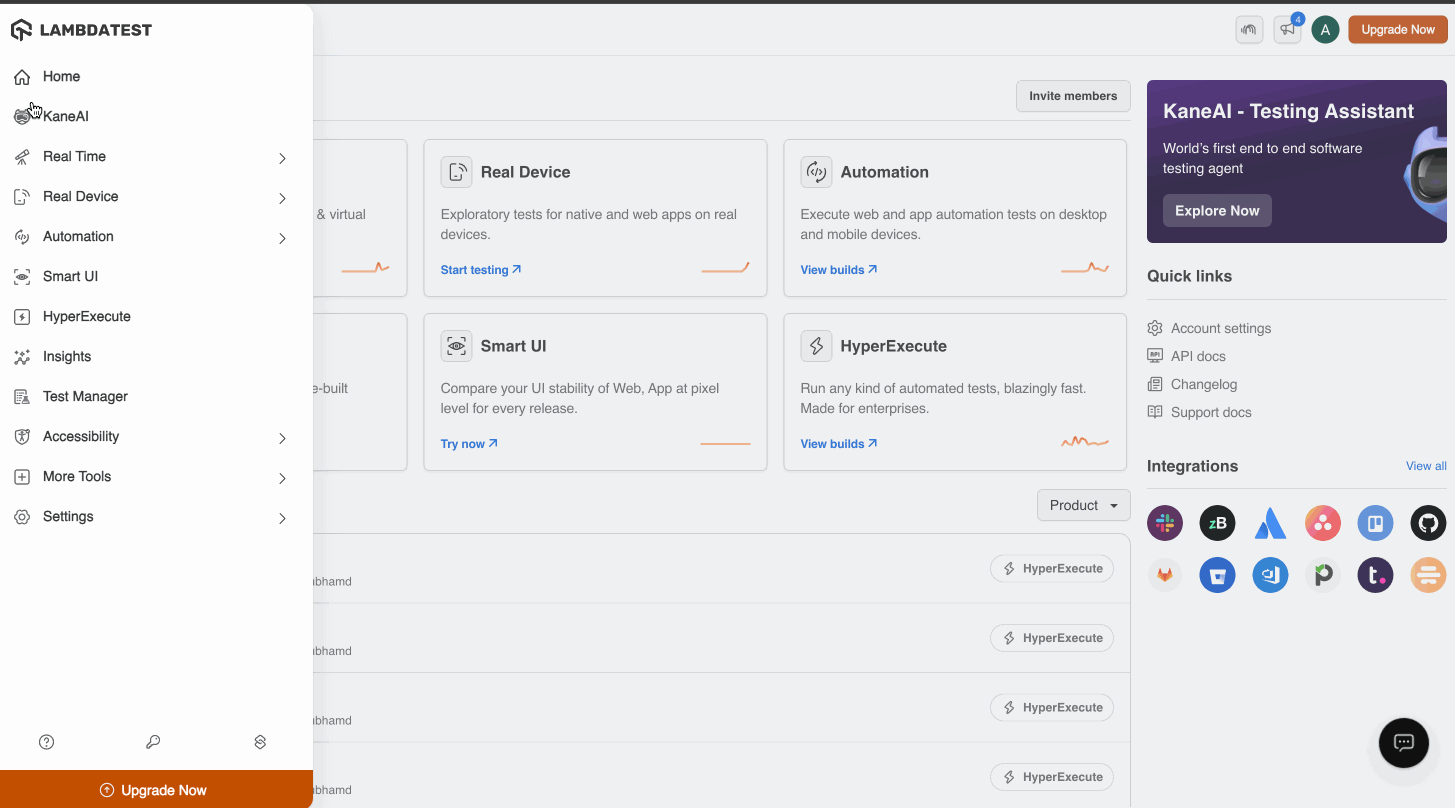 LAMBDATEST
Home
KaneAI
Real Time
Real Device
Automation
Smart UI
HyperExecute
Insights
Test Manager
Accessibility
More Tools
Settings
Upgrade Now
4
A
Upgrade Now
Invite members
& virtual
Real Device
Exploratory tests for native and web apps on real
devices.
Start testing
Automation
Execute web and app automation tests on desktop
and mobile devices.
View builds
e-built
Smart UI
Compare your UI stability of Web, App at pixel
level for every release.
Try now
HyperExecute
Run any kind of automated tests, blazingly fast.
Made for enterprises.
View builds
Product
ubhamd
HyperExecute
ubhamd
HyperExecute
ubhamd
HyperExecute
ubhamd
HyperExecute
KaneAI - Testing Assistant
World's first end to end software
testing agent
Explore Now
Quick links
Account settings
API
API docs
Changelog
Support docs
Integrations
View all
zB
t.